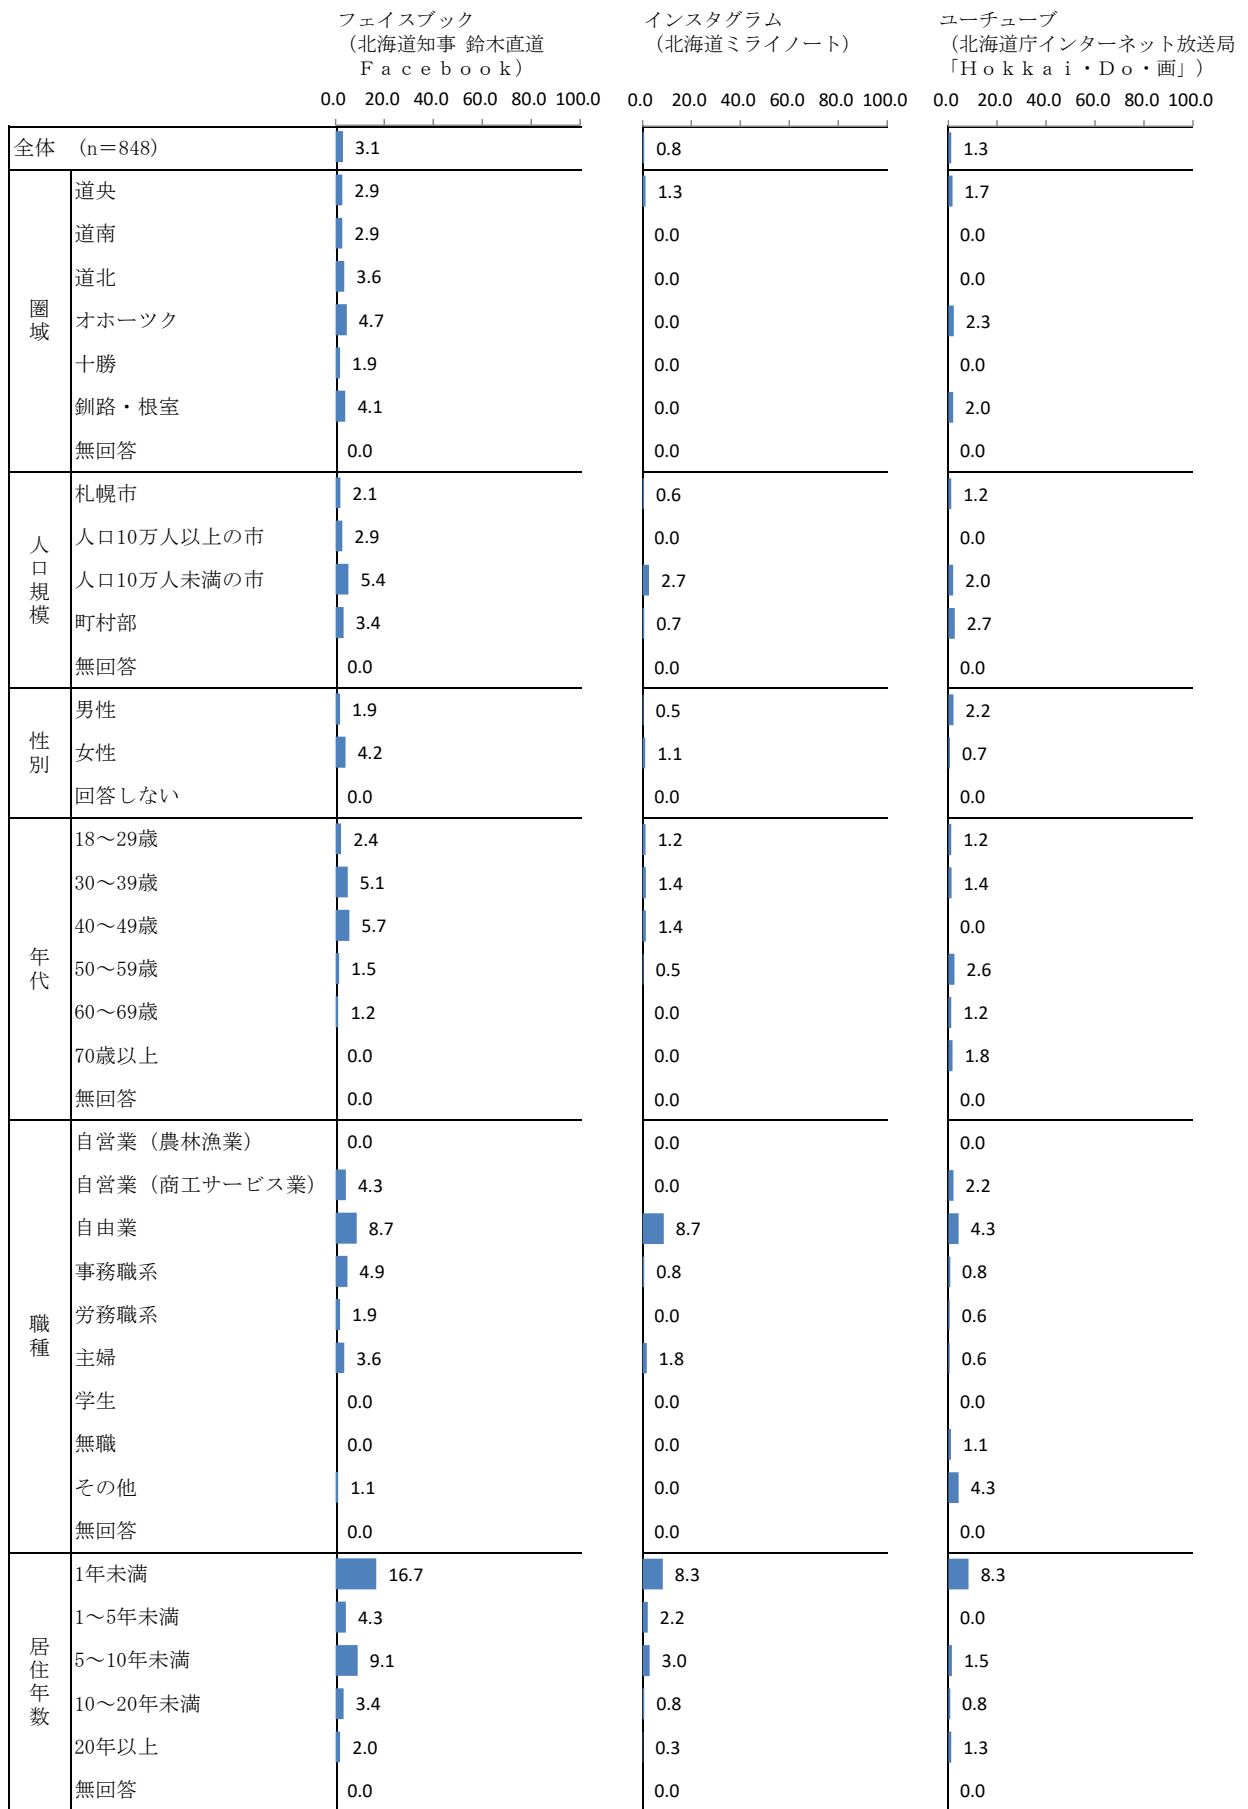 フェイスブック
（北海道知事 鈴木直道
Ｆａｃｅｂｏｏｋ）
インスタグラム
（北海道ミライノート）
ユーチューブ
（北海道庁インターネット放送局
「Ｈｏｋｋａｉ・Ｄｏ・画」）
0.0 20.0 40.0 60.0 80.0 100.0 0.0 20.0 40.0 60.0 80.0 100.0 0.0 20.0 40.0 60.0 80.0 100.0
全体 (n＝848) 3.1 0.8 1.3
圏域
道央 2.9 1.3 1.7
道南 2.9 0.0 0.0
道北 3.6 0.0 0.0
オホーツク 4.7 0.0 2.3
十勝 1.9 0.0 0.0
釧路・根室 4.1 0.0 2.0
無回答 0.0 0.0 0.0
人口規模
札幌市 2.1 0.6 1.2
人口10万人以上の市 2.9 0.0 0.0
人口10万人未満の市 5.4 2.7 2.0
町村部 3.4 0.7 2.7
無回答 0.0 0.0 0.0
性別
男性 1.9 0.5 2.2
女性 4.2 1.1 0.7
回答しない 0.0 0.0 0.0
年代
18～29歳 2.4 1.2 1.2
30～39歳 5.1 1.4 1.4
40～49歳 5.7 1.4 0.0
50～59歳 1.5 0.5 2.6
60～69歳 1.2 0.0 1.2
70歳以上 0.0 0.0 1.8
無回答 0.0 0.0 0.0
職種
自営業（農林漁業） 0.0 0.0 0.0
自営業（商工サービス業） 4.3 0.0 2.2
自由業 8.7 8.7 4.3
事務職系 4.9 0.8 0.8
労務職系 1.9 0.0 0.6
主婦 3.6 1.8 0.6
学生 0.0 0.0 0.0
無職 0.0 0.0 1.1
その他 1.1 0.0 4.3
無回答 0.0 0.0 0.0
居住年数
1年未満 16.7 8.3 8.3
1～5年未満 4.3 2.2 0.0
5～10年未満 9.1 3.0 1.5
10～20年未満 3.4 0.8 0.8
20年以上 2.0 0.3 1.3
無回答 0.0 0.0 0.0